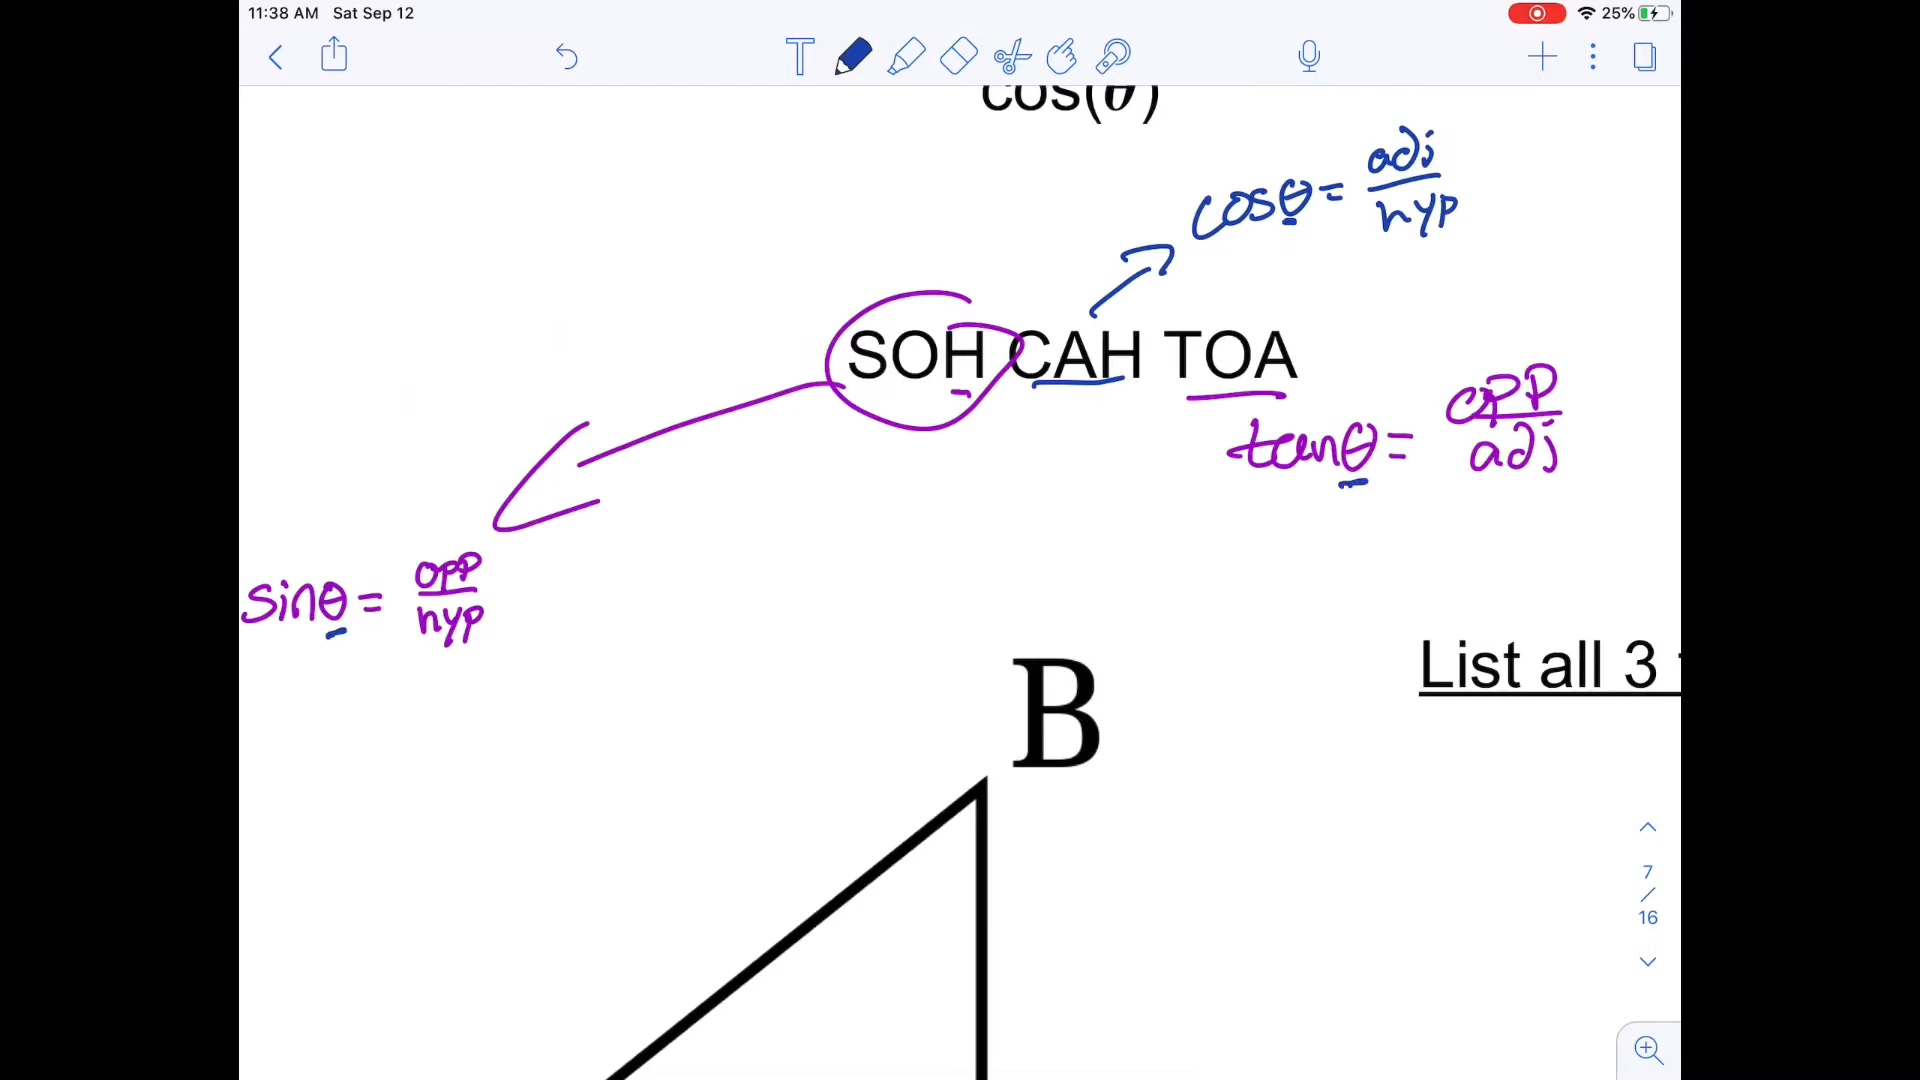 11:38 AM Sat Sep 12
25%
T
cos(θ)
cosθ = adj
hyp
SOH CAH TOA
tanθ = opp
adj
sinθ = opp
hyp
B
List all 3
7
/
16